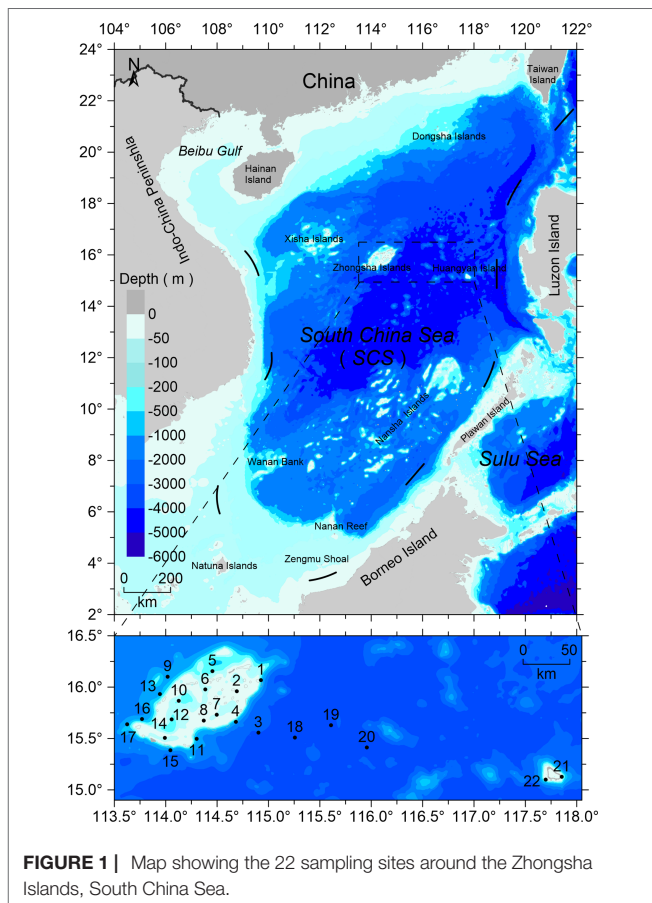 104° 106° 108° 110° 112° 114° 116° 118° 120° 122°
24°
N
China
Taiwan
Island
22°
Dongsha Islands
20°
Beibu Gulf
Hainan
Island
Indo-China Peninshia
18°
Luzon Island
Xisha Islands
16°
Zhongsha Islands
Huangyan Island
Depth ( m )
14°
0
-50
-100
-200
-500
-1000
-2000
-3000
-4000
-5000
-6000
South China Sea
( SCS )
12°
10°
Nansha Islands
Plawan Island
Wanan Bank
Sulu Sea
8°
6°
Nanan Reef
Zengmu Shoal
Natuna Islands
Borneo Island
4°
0 200
km
2°
16.5°
0 50
km
5
9
1
6
2
16.0°
13
10
16
7
8
12
4
3
19
14
18
17
15.5°
11
20
15
21
22
15.0°
113.5° 114.0° 114.5° 115.0° 115.5° 116.0° 116.5° 117.0° 117.5° 118.0°
FIGURE 1 | Map showing the 22 sampling sites around the Zhongsha
Islands, South China Sea.